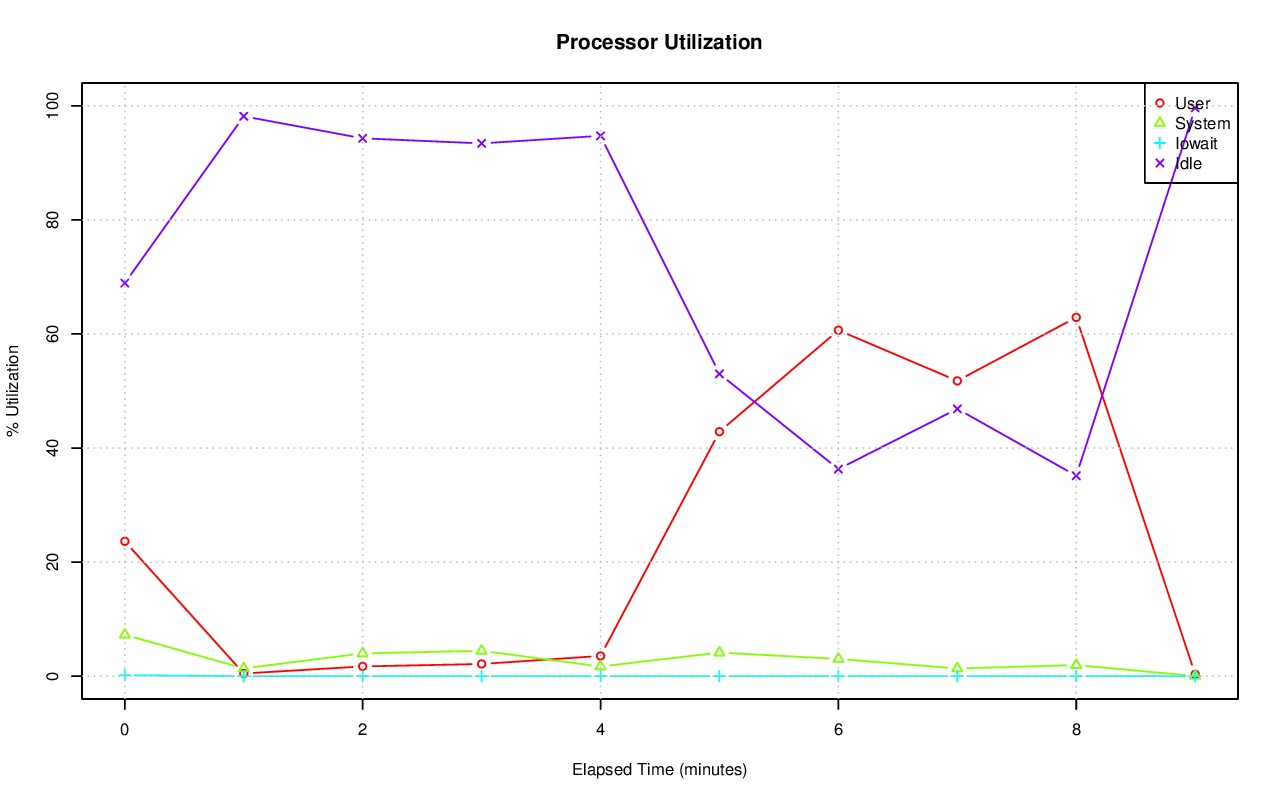 Processor Utilization
% Utilization
100
80
60
40
20
0
User
System
Iowait
Idle
0 2 4 6 8
Elapsed Time (minutes)